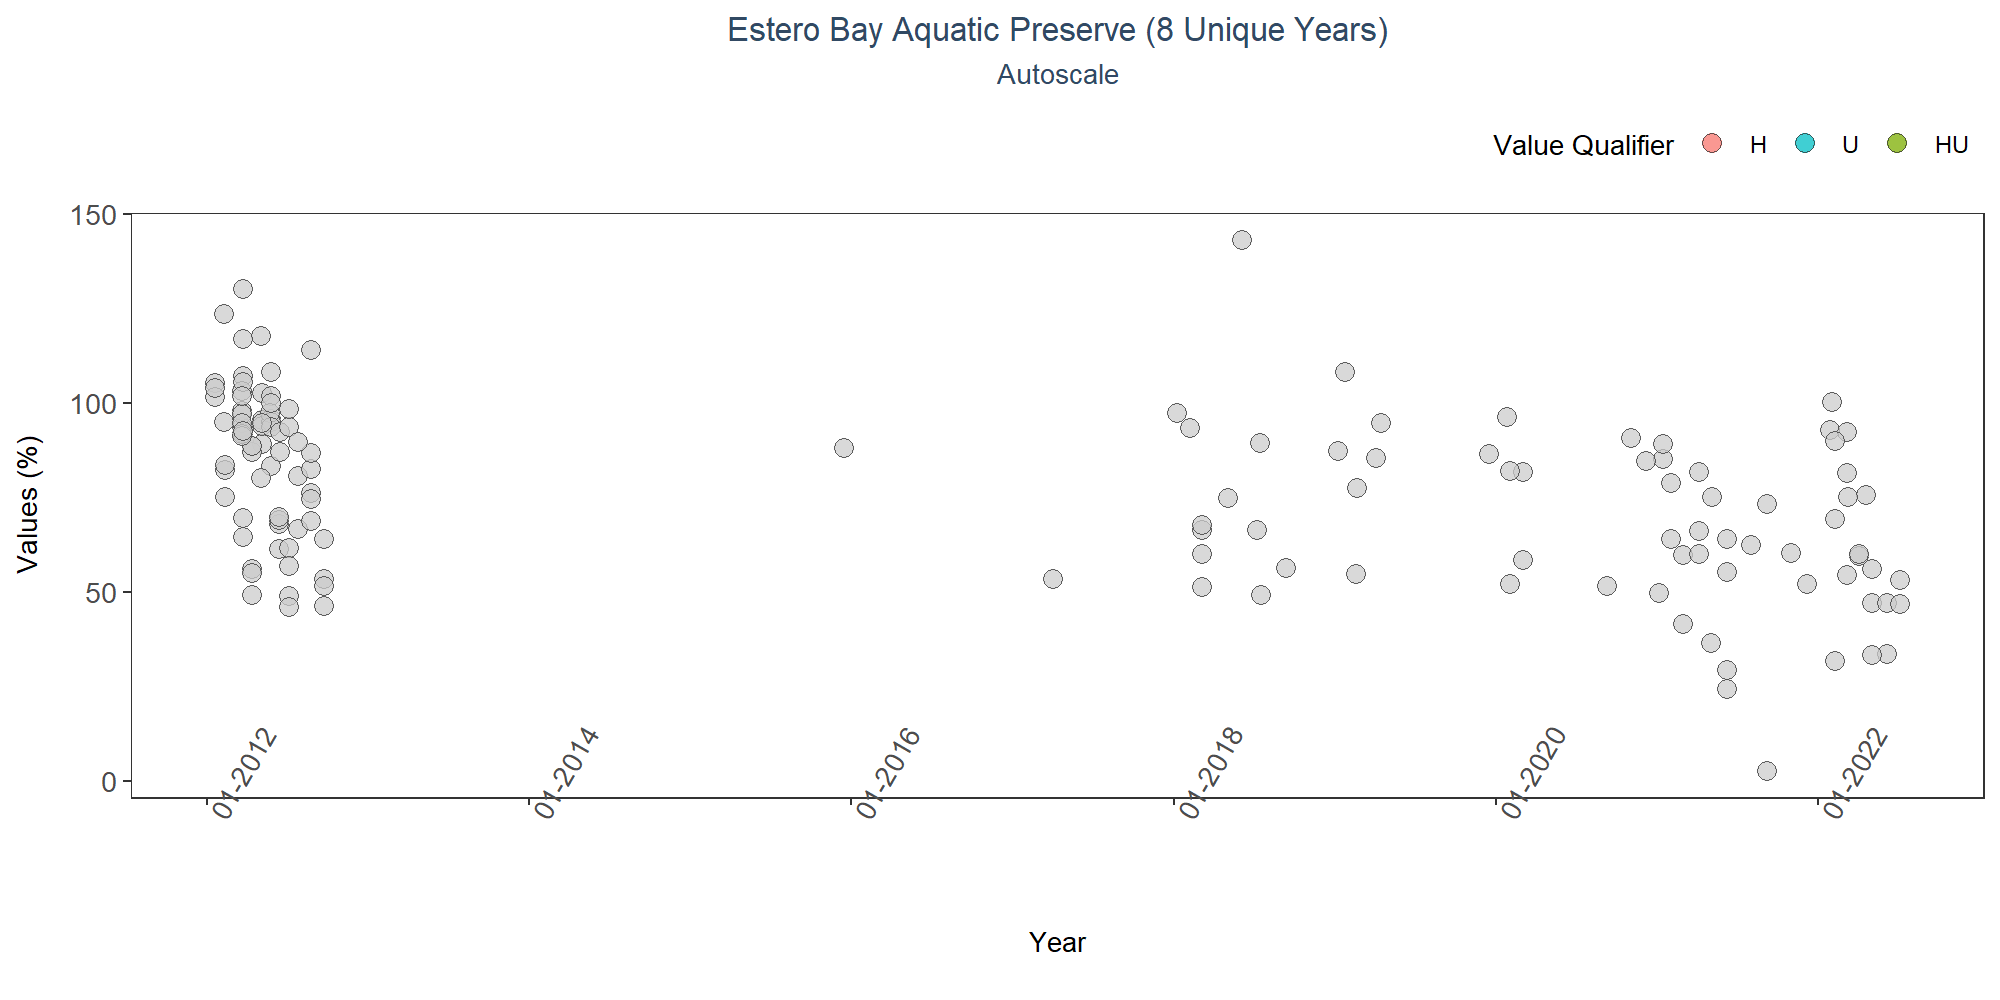 Estero Bay Aquatic Preserve (8 Unique Years)
Autoscale
Value Qualifier H U HU
Values (%)
150
100
50
0
01-2012
01-2014
01-2016
01-2018
01-2020
01-2022
Year